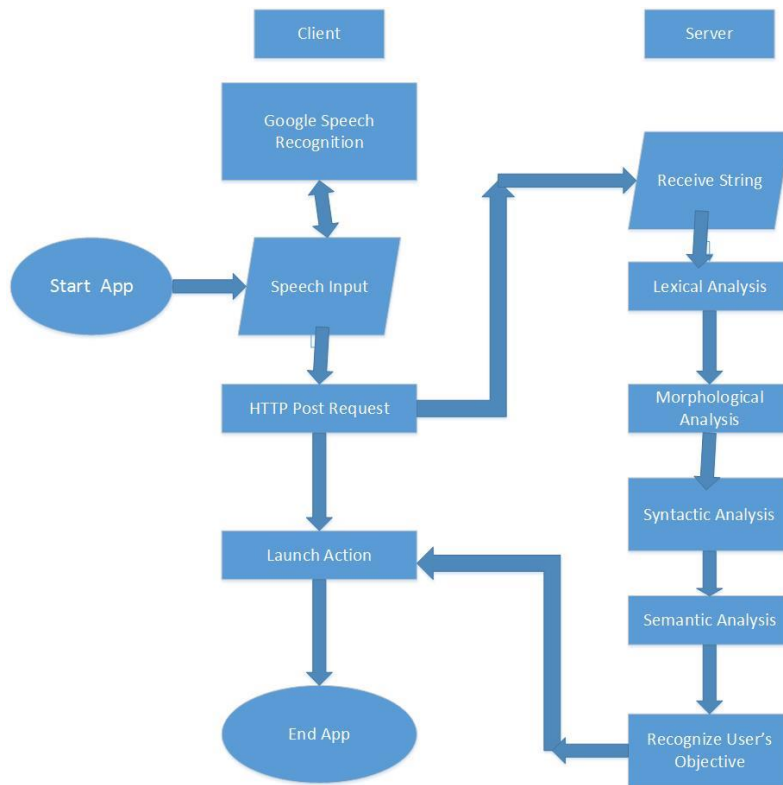 Client
Server
Google Speech
Recognition
Receive String
Start App
Speech Input
Lexical Analysis
HTTP Post Request
Morphological
Analysis
Syntactic Analysis
Launch Action
Semantic Analysis
End App
Recognize User's
Objective